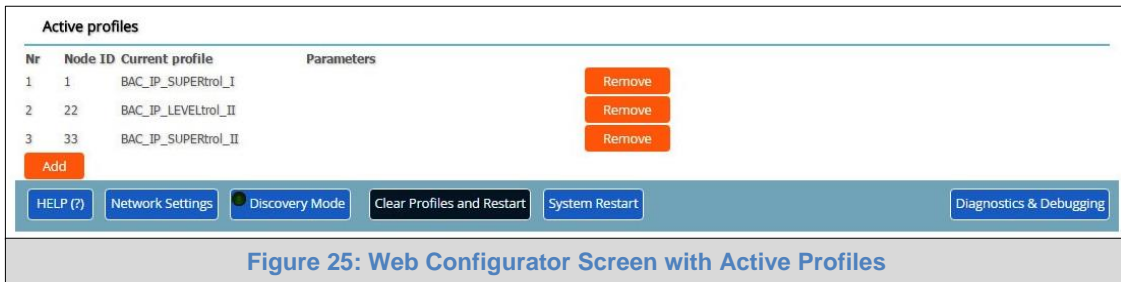 Active profiles
Nr Node ID Current profile Parameters
1 1 BAC_IP_SUPERtrol_I Remove
2 22 BAC_IP_LEVELtrol_II Remove
3 33 BAC_IP_SUPERtrol_II Remove
Add
HELP (?) Network Settings Discovery Mode Clear Profiles and Restart System Restart Diagnostics & Debugging
Figure 25: Web Configurator Screen with Active Profiles